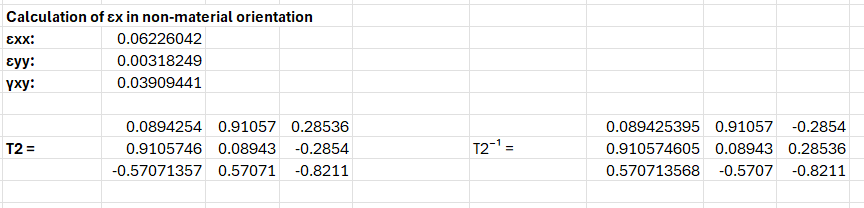 Calculation of εx in non-material orientation
εxx: 0.06226042
εyy: 0.00318249
γxy: 0.03909441
0.0894254 0.91057 0.28536 0.089425395 0.91057 -0.2854
T2 = 0.9105746 0.08943 -0.2854 T2⁻¹ = 0.910574605 0.08943 0.28536
-0.57071357 0.57071 -0.8211 0.570713568 -0.5707 -0.8211